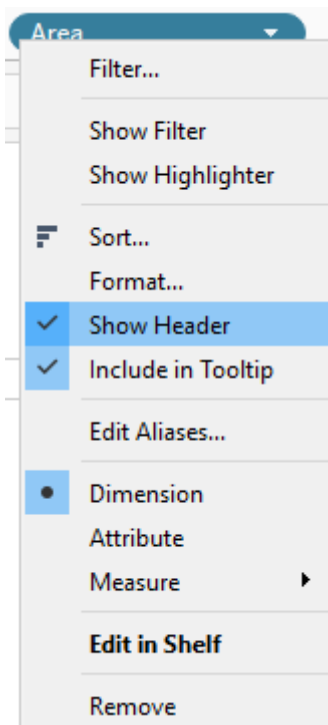 Area
Filter...
Show Filter
Show Highlighter
Sort...
Format...
Show Header
Include in Tooltip
Edit Aliases...
Dimension
Attribute
Measure
Edit in Shelf
Remove